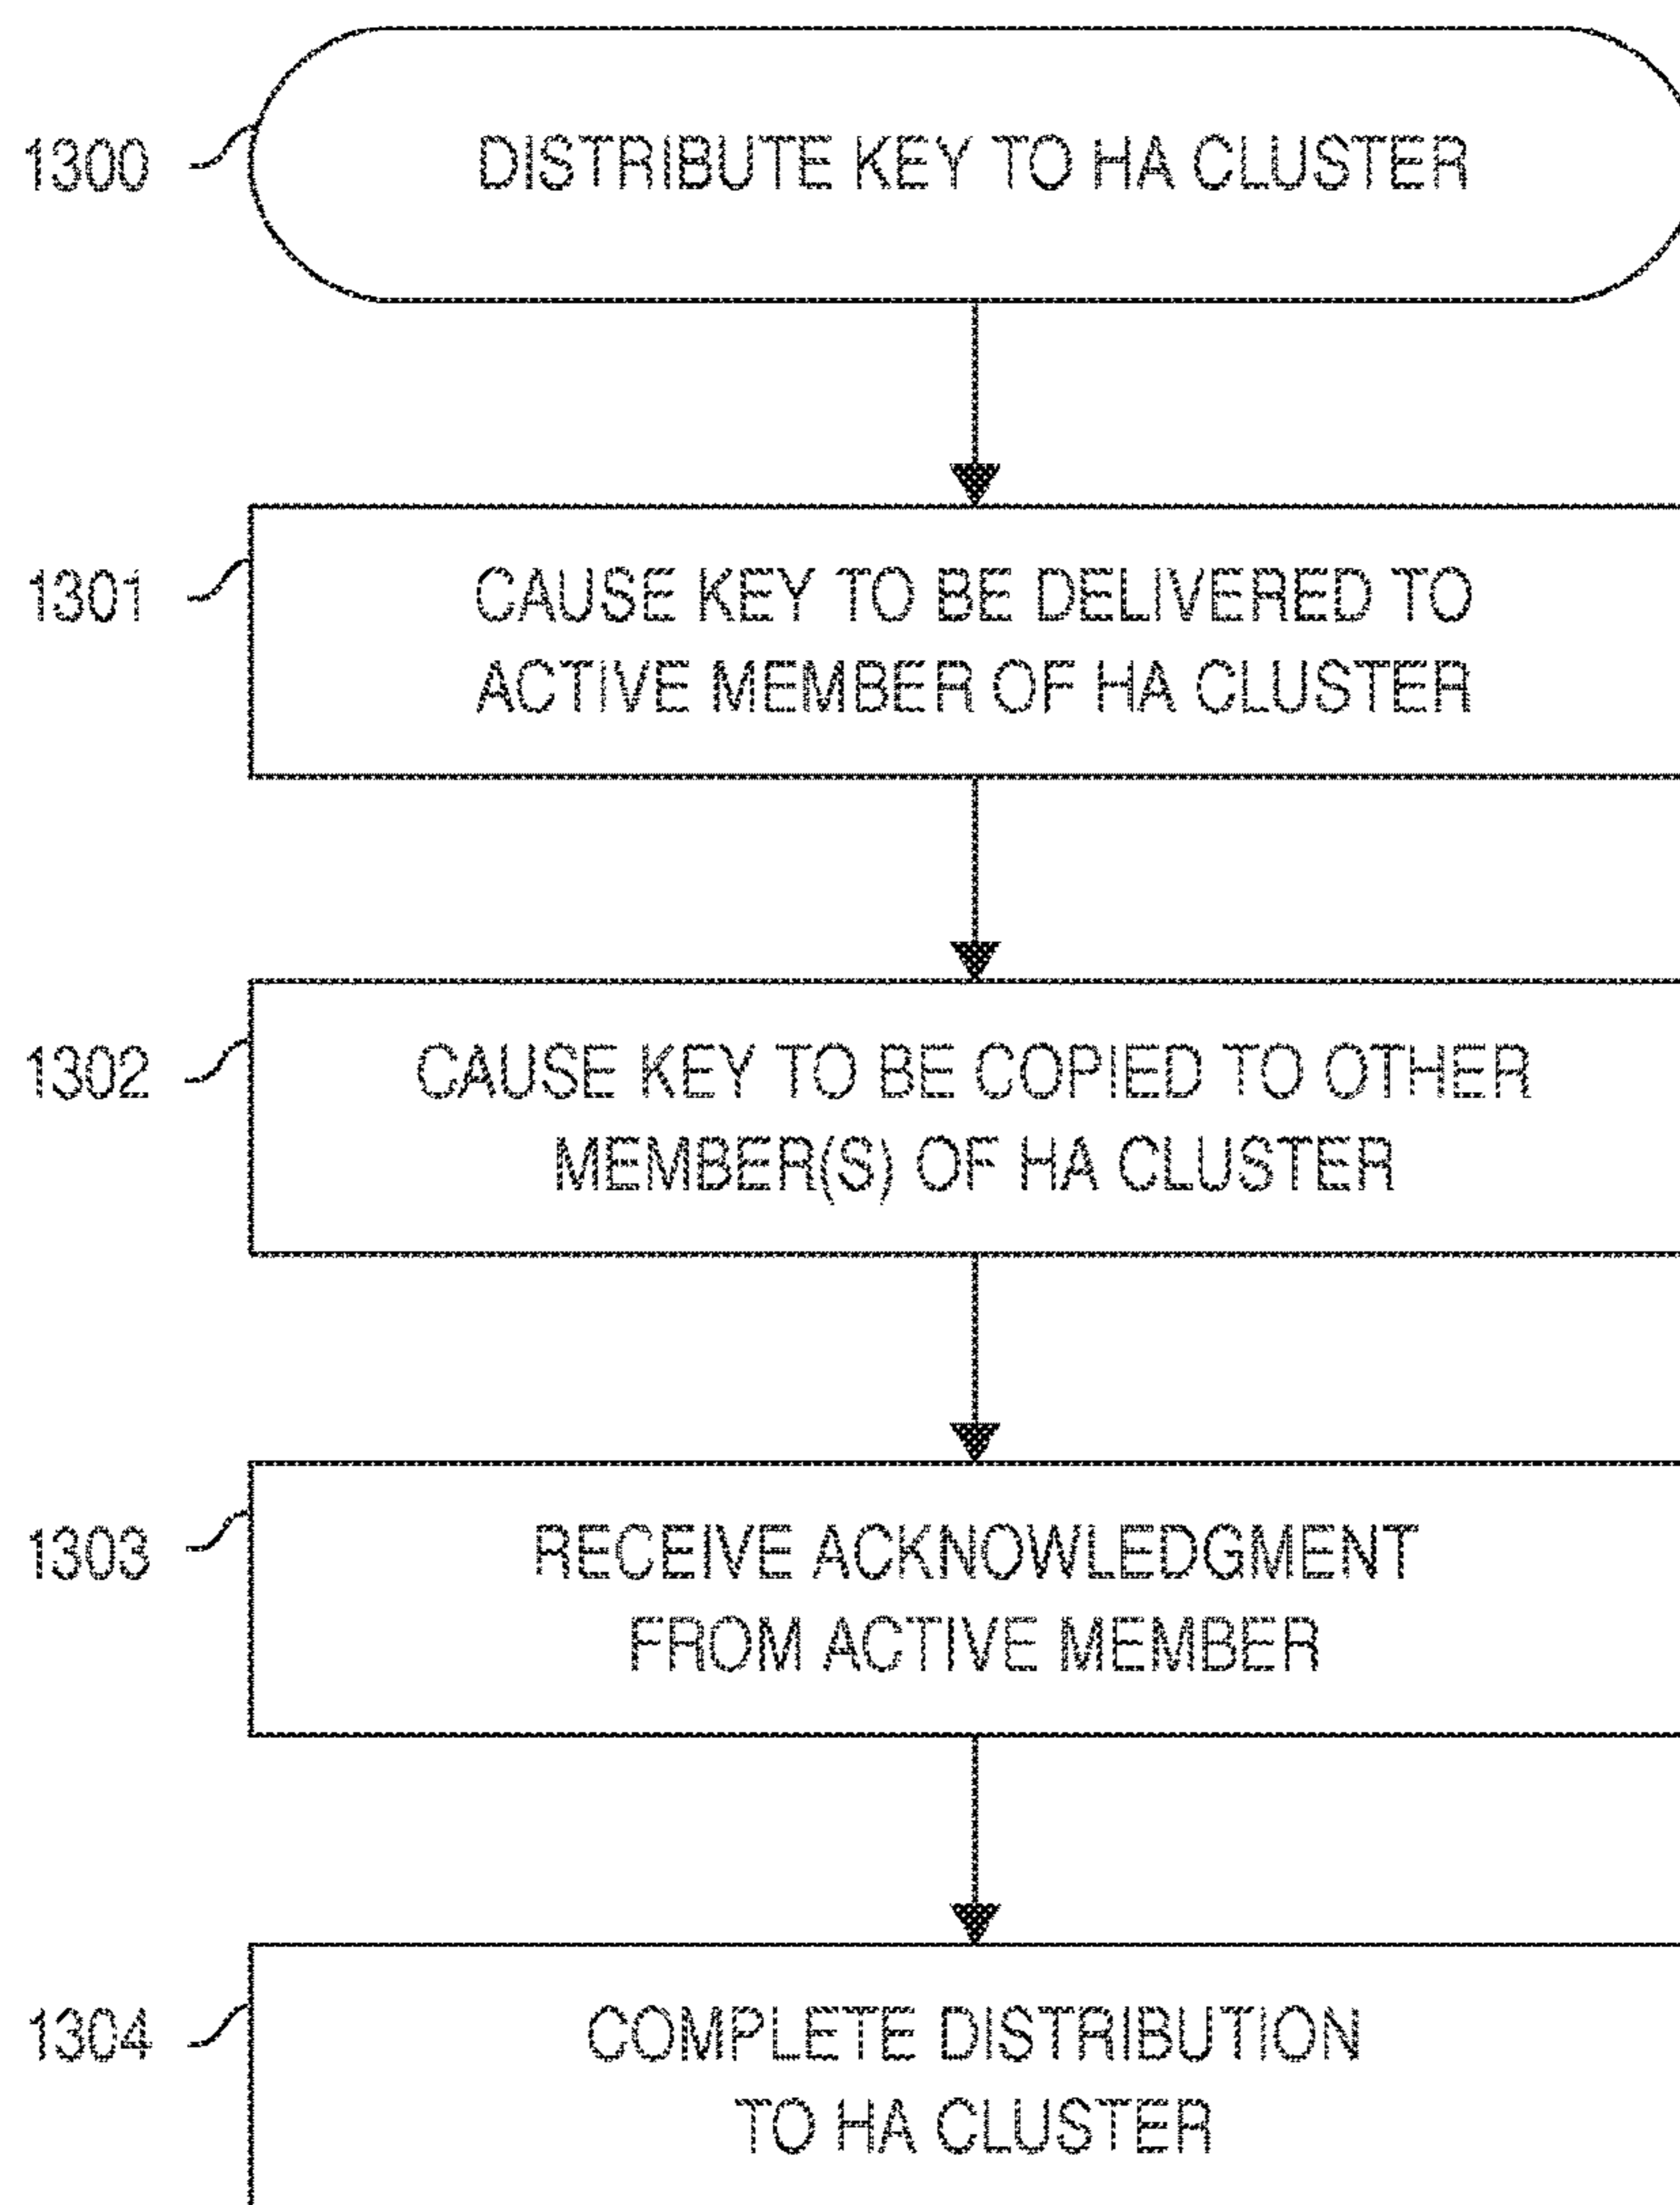 1300
DISTRIBUTE KEY TO HA CLUSTER
1301
CAUSE KEY TO BE DELIVERED TO
ACTIVE MEMBER OF HA CLUSTER
1302
CAUSE KEY TO BE COPIED TO OTHER
MEMBER(S) OF HA CLUSTER
1303
RECEIVE ACKNOWLEDGMENT
FROM ACTIVE MEMBER
1304
COMPLETE DISTRIBUTION
TO HA CLUSTER